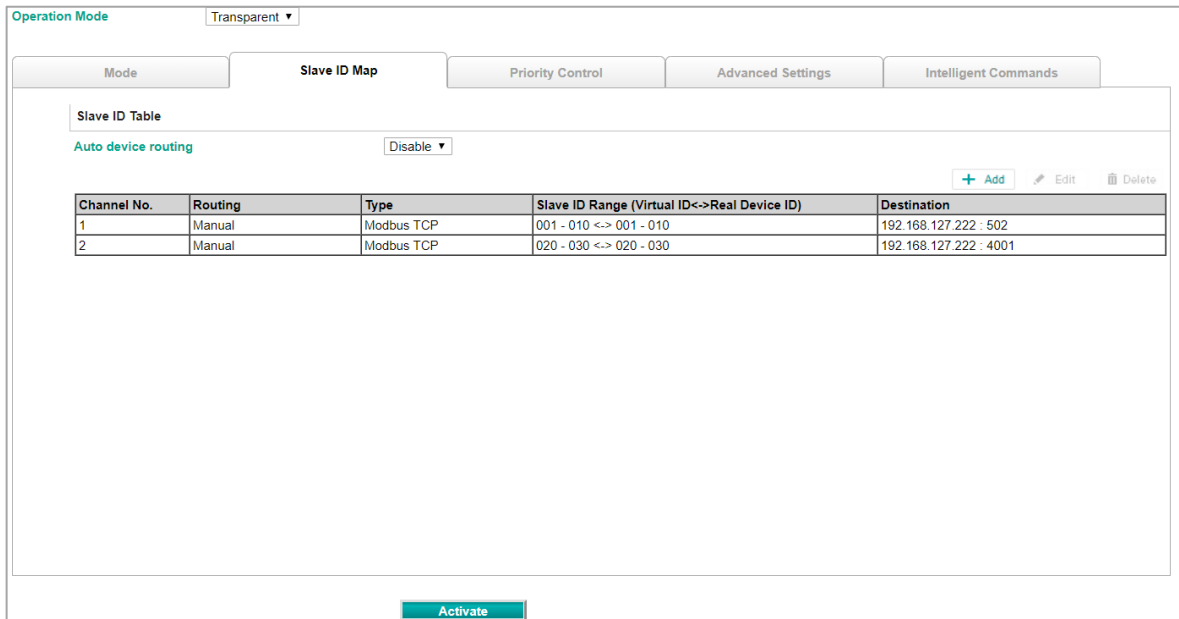 Operation Mode Transparent
Mode Slave ID Map Priority Control Advanced Settings Intelligent Commands
Slave ID Table
Auto device routing Disable
+ Add Edit Delete
Channel No. Routing Type Slave ID Range (Virtual ID<->Real Device ID) Destination
1 Manual Modbus TCP 001 - 010 <-> 001 - 010 192.168.127.222 : 502
2 Manual Modbus TCP 020 - 030 <-> 020 - 030 192.168.127.222 : 4001
Activate